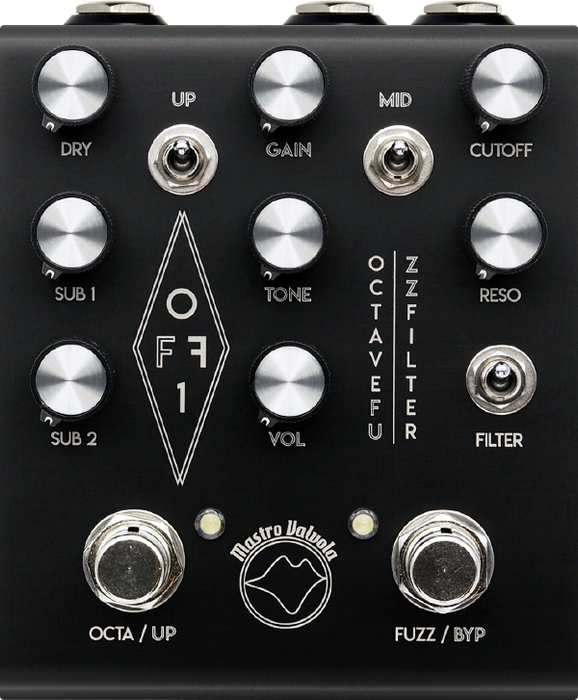 UP
MID
DRY
GAIN
CUTOFF
SUB 1
TONE
RESO
O
FF
1
OCTAVEFU
ZZFILTER
SUB 2
VOL
FILTER
Mastro Valvola
OCTA / UP
FUZZ / BYP